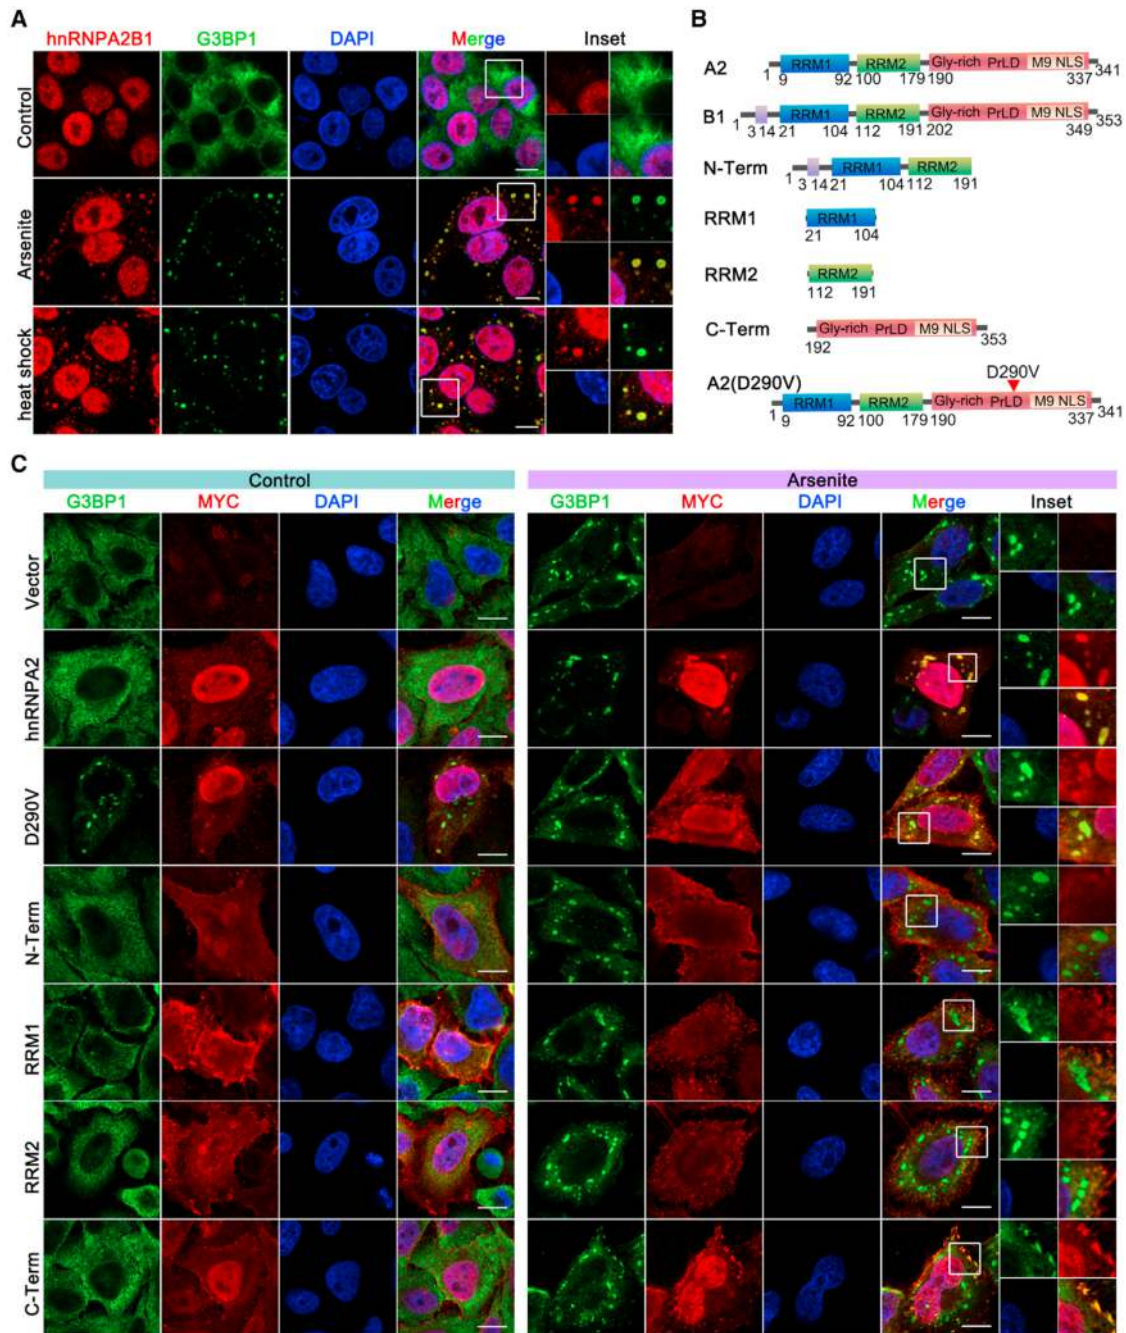 A
hnRNPA2B1 G3BP1 DAPI Merge Inset
Control
Arsenite
heat shock
B
A2 RRM1 RRM2 Gly-rich PrLD M9 NLS
1 9 92 100 179 190 337 341
B1 RRM1 RRM2 Gly-rich PrLD M9 NLS
1 3 14 21 104 112 191 202 349 353
N-Term RRM1 RRM2
1 3 14 21 104 112 191
RRM1 RRM1
21 104
RRM2 RRM2
112 191
C-Term Gly-rich PrLD M9 NLS
192 353
D290V
A2(D290V) RRM1 RRM2 Gly-rich PrLD M9 NLS
1 9 92 100 179 190 337 341
C
Control Arsenite
G3BP1 MYC DAPI Merge G3BP1 MYC DAPI Merge Inset
Vector
hnRNPA2
D290V
N-Term
RRM1
RRM2
C-Term